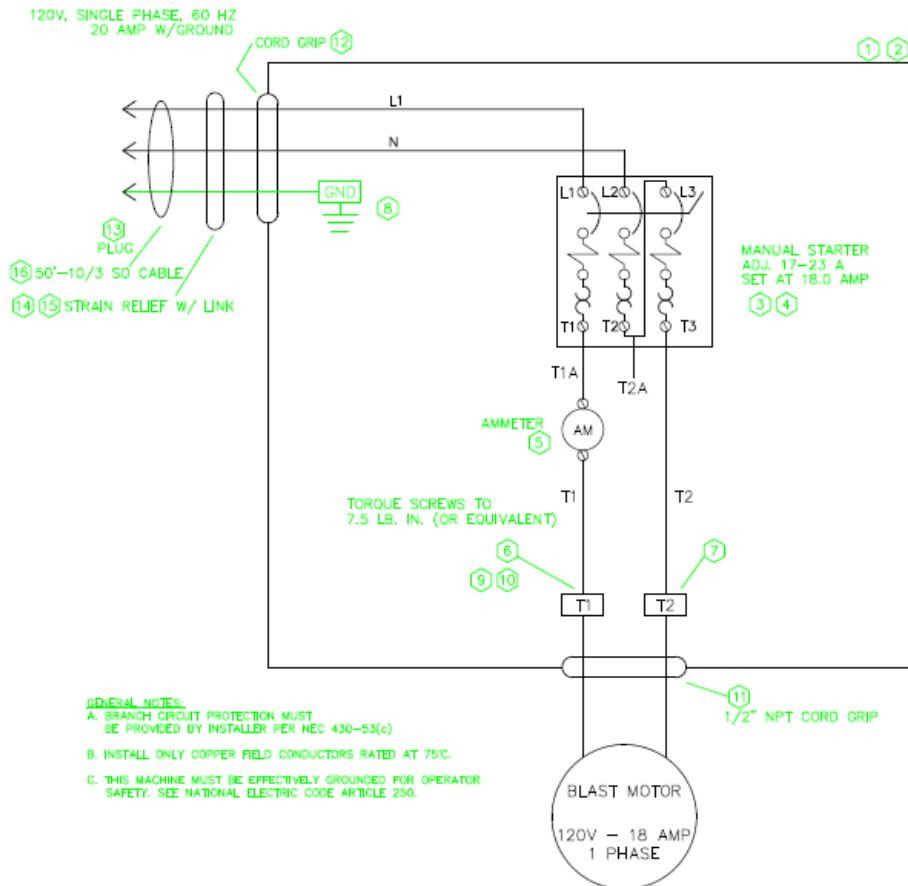 120V, SINGLE PHASE, 60 HZ
20 AMP W/GROUND
CORD GRIP 12
1 2
L1
N
GND
8
13
PLUG
16 50'-10/3 SO CABLE
14 15 STRAIN RELIEF W/ LINK
L1 L2 L3
T1 T2 T3
MANUAL STARTER
ADJ. 17-23 A
SET AT 18.0 AMP
3 4
T1A
T2A
AMMETER
5
AM
T1
T2
TORQUE SCREWS TO
7.5 LB. IN. (OR EQUIVALENT)
6
7
9 10
T1
T2
11
1/2" NPT CORD GRIP
GENERAL NOTES:
A. BRANCH CIRCUIT PROTECTION MUST
BE PROVIDED BY INSTALLER PER NEC 430-53(c)
B. INSTALL ONLY COPPER FIELD CONDUCTORS RATED AT 75°C.
C. THIS MACHINE MUST BE EFFECTIVELY GROUNDED FOR OPERATOR
SAFETY. SEE NATIONAL ELECTRIC CODE ARTICLE 250.
BLAST MOTOR
120V - 18 AMP
1 PHASE